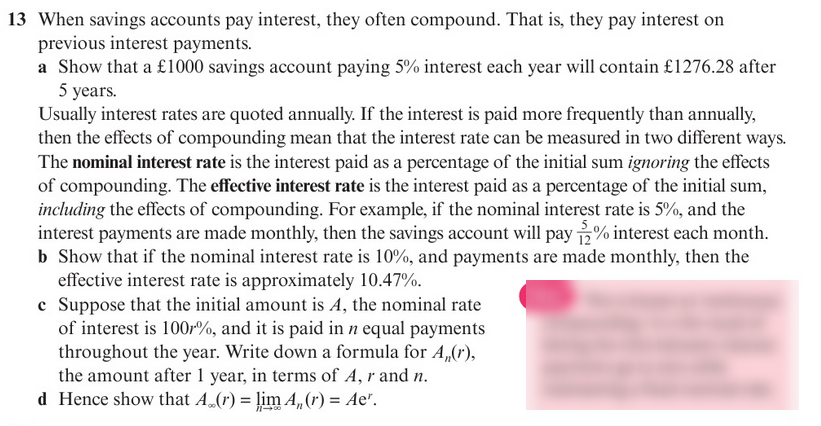 13 When savings accounts pay interest, they often compound. That is, they pay interest on
previous interest payments.
a Show that a £1000 savings account paying 5% interest each year will contain £1276.28 after
5 years.
Usually interest rates are quoted annually. If the interest is paid more frequently than annually,
then the effects of compounding mean that the interest rate can be measured in two different ways.
The nominal interest rate is the interest paid as a percentage of the initial sum ignoring the effects
of compounding. The effective interest rate is the interest paid as a percentage of the initial sum,
including the effects of compounding. For example, if the nominal interest rate is 5%, and the
interest payments are made monthly, then the savings account will pay 5/12% interest each month.
b Show that if the nominal interest rate is 10%, and payments are made monthly, then the
effective interest rate is approximately 10.47%.
c Suppose that the initial amount is A, the nominal rate
of interest is 100r%, and it is paid in n equal payments
throughout the year. Write down a formula for Aₙ(r),
the amount after 1 year, in terms of A, r and n.
d Hence show that A∞(r) = lim n→∞ Aₙ(r) = Aeʳ.